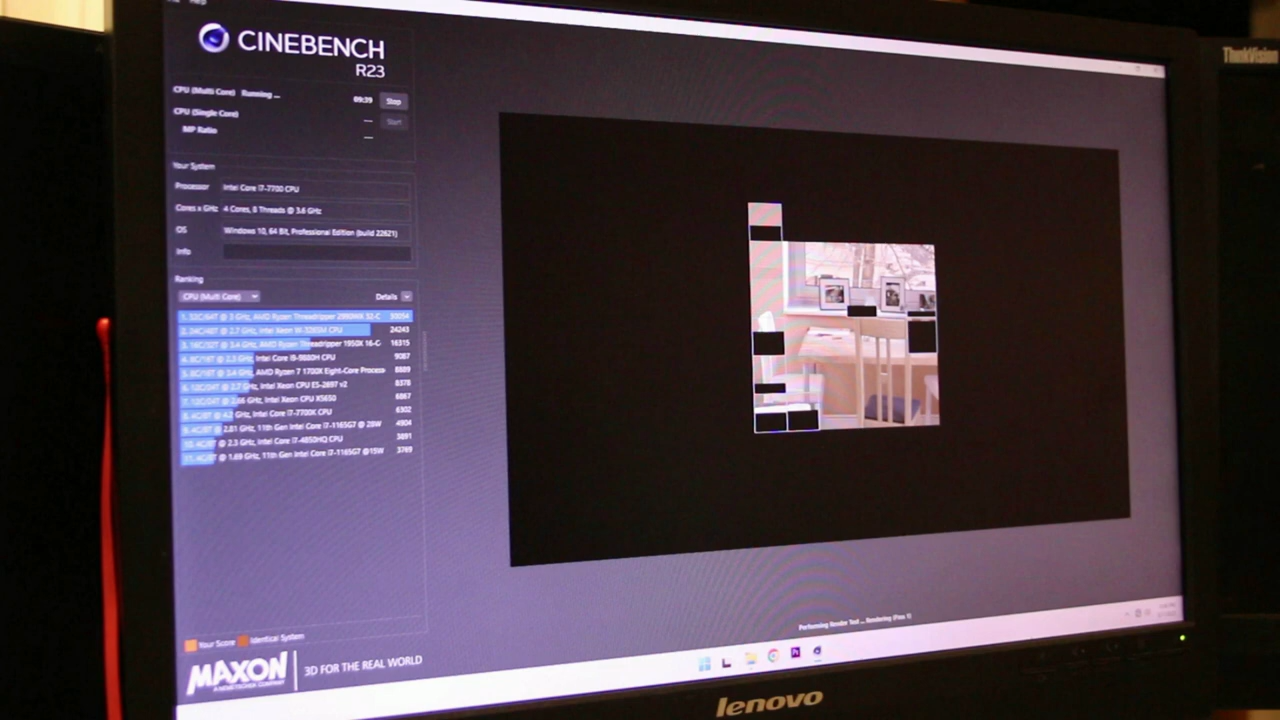 Help
CINEBENCH
R23
CPU (Multi Core) Running ... 09:39 Stop
CPU (Single Core) --- Start
MP Ratio ---
Your System
Processor Intel Core i7-7700 CPU
Cores x GHz 4 Cores, 8 Threads @ 3.6 GHz
OS Windows 10, 64 Bit, Professional Edition (build 22621)
Info
Ranking
CPU (Multi Core) Details
1. 32C/64T @ 3 GHz, AMD Ryzen Threadripper 2990WX 32-C 30054
2. 24C/48T @ 2.7 GHz, Intel Xeon W-3265M CPU 24243
3. 16C/32T @ 3.4 GHz, AMD Ryzen Threadripper 1950X 16-C 16315
4. 8C/16T @ 2.3 GHz, Intel Core i9-9880H CPU 9087
5. 8C/16T @ 3.4 GHz, AMD Ryzen 7 1700X Eight-Core Process 8889
6. 12C/24T @ 2.7 GHz, Intel Xeon CPU E5-2697 v2 8378
7. 12C/24T @ 2.66 GHz, Intel Xeon CPU X5650 6867
8. 4C/8T @ 4.2 GHz, Intel Core i7-7700K CPU 6302
9. 4C/8T @ 2.81 GHz, 11th Gen Intel Core i7-1165G7 @ 28W 4904
10. 4C/8T @ 2.3 GHz, Intel Core i7-4850HQ CPU 3891
11. 4C/8T @ 1.69 GHz, 11th Gen Intel Core i7-1165G7 @15W 3769
Performing Render Test ... Rendering (Pass 1)
Your Score Identical System
MAXON 3D FOR THE REAL WORLD
A NEMETSCHEK COMPANY
lenovo
ThinkVision